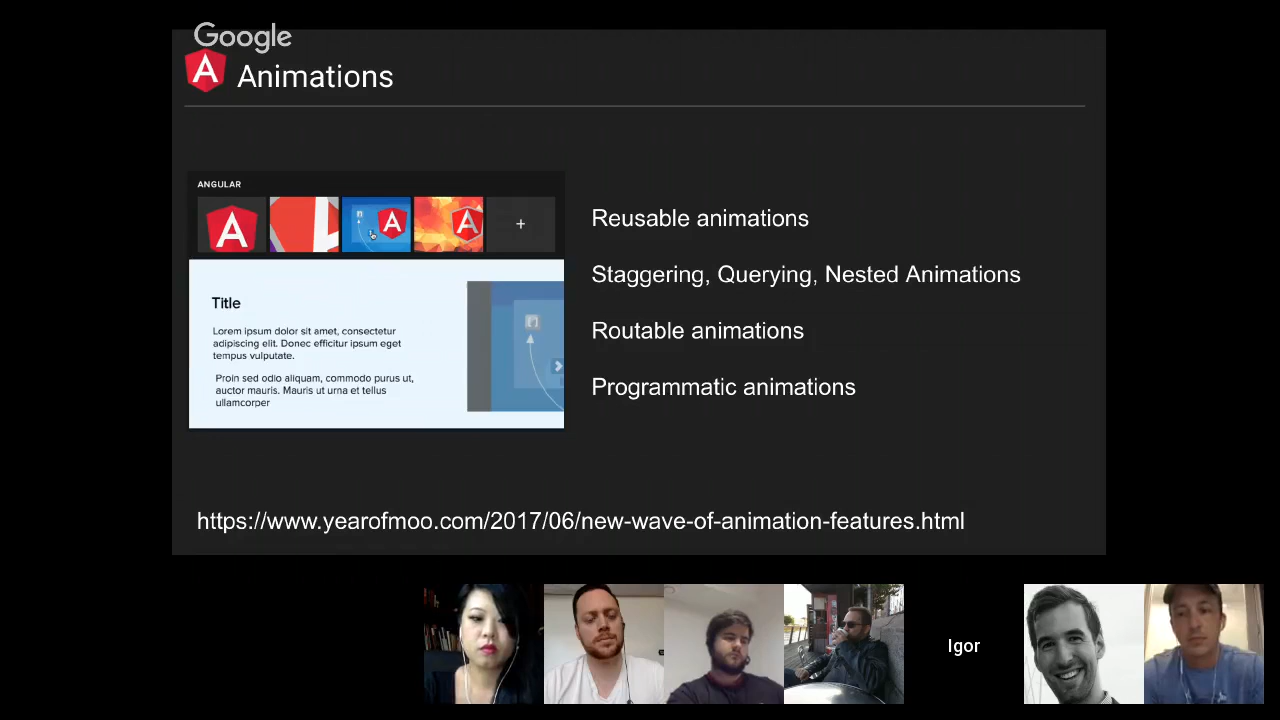 Google
Animations
ANGULAR
+
Title
Lorem ipsum dolor sit amet, consectetur
adipiscing elit. Donec efficitur ipsum eget
tempus vulputate.
Proin sed odio aliquam, commodo purus ut,
auctor mauris. Mauris ut urna et tellus
ullamcorper
Reusable animations
Staggering, Querying, Nested Animations
Routable animations
Programmatic animations
https://www.yearofmoo.com/2017/06/new-wave-of-animation-features.html
Igor